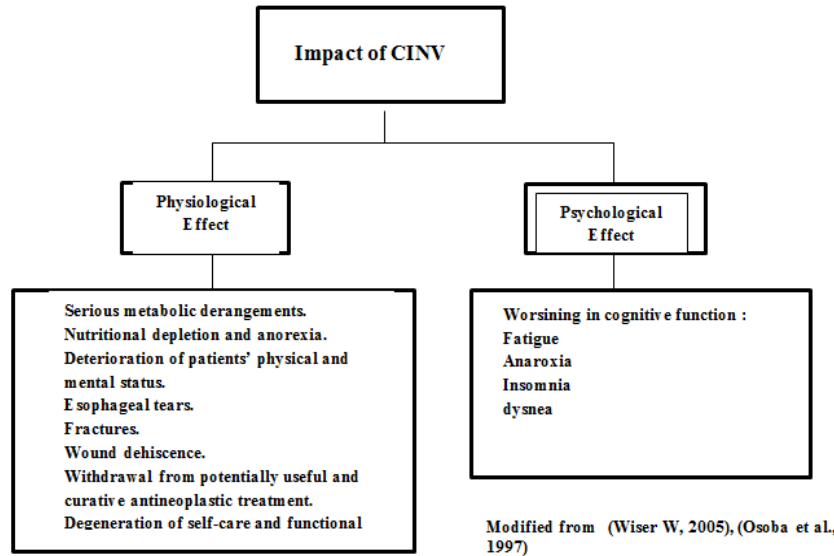 Impact of CINV
Physiological
Effect
Psychological
Effect
Serious metabolic derangements.
Nutritional depletion and anorexia.
Deterioration of patients’ physical and
mental status.
Esophageal tears.
Fractures.
Wound dehiscence.
Withdrawal from potentially useful and
curative antineoplastic treatment.
Degeneration of self-care and functional
Worsining in cognitive function :
Fatigue
Anaroxia
Insomnia
dysnea
Modified from (Wiser W, 2005), (Osoba et al.,
1997)